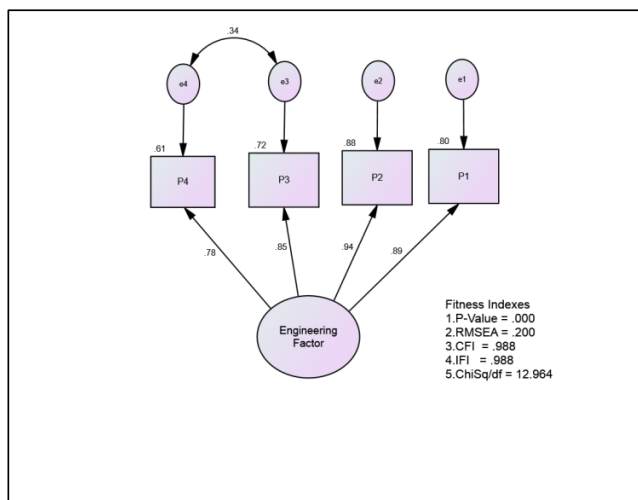 .34
e4
e3
e2
e1
.61
.72
.88
.80
P4
P3
P2
P1
.78
.85
.94
.89
Engineering
Factor
Fitness Indexes
1.P-Value = .000
2.RMSEA = .200
3.CFI = .988
4.IFI = .988
5.ChiSq/df = 12.964